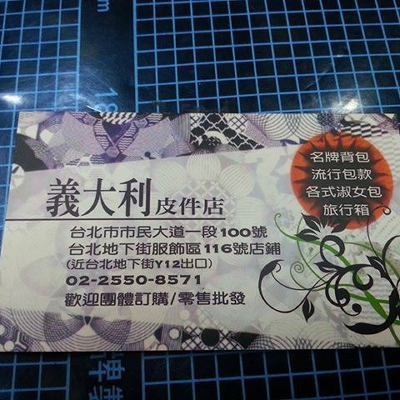 義大利皮件店
台北市市民大道一段100號
台北地下街服飾區116號店鋪
(近台北地下街Y12出口)
02-2550-8571
歡迎團體訂購/零售批發
名牌背包
流行包款
各式淑女包
旅行箱